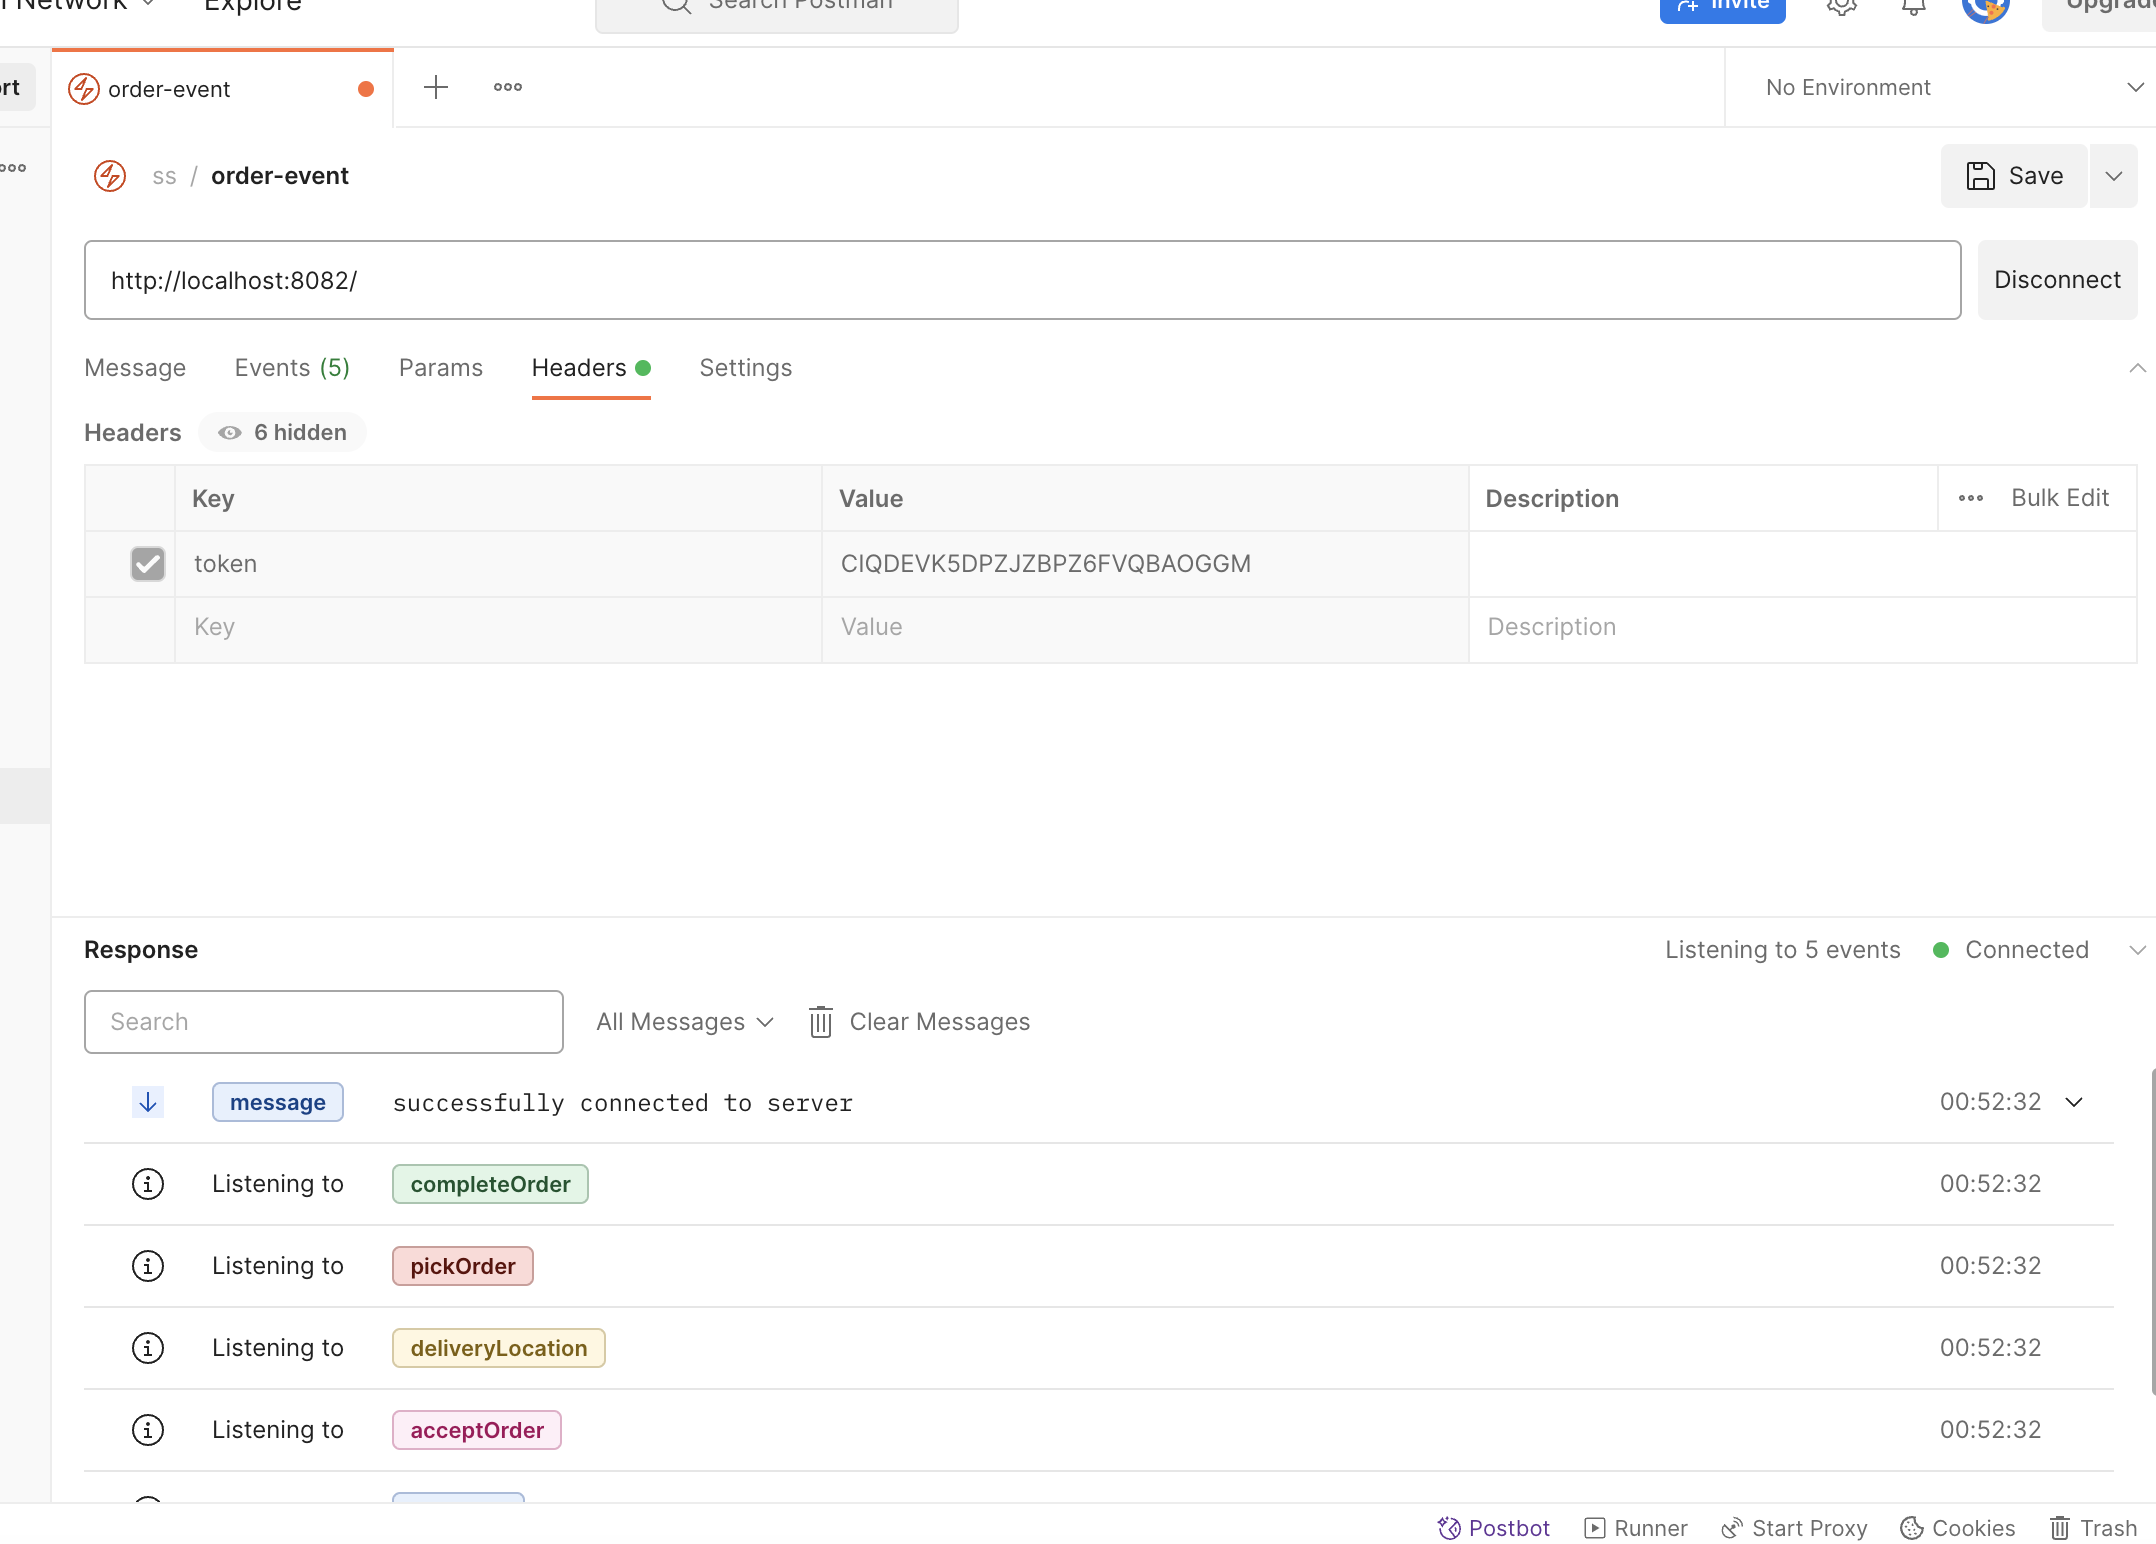 Network Explore Search Postman Invite Upgrade
rt order-event No Environment
ss / order-event Save
http://localhost:8082/ Disconnect
Message Events (5) Params Headers Settings
Headers 6 hidden
Key Value Description Bulk Edit
token CIQDEVK5DPZJZBPZ6FVQBAOGGM
Key Value Description
Response Listening to 5 events Connected
Search All Messages Clear Messages
message successfully connected to server 00:52:32
Listening to completeOrder 00:52:32
Listening to pickOrder 00:52:32
Listening to deliveryLocation 00:52:32
Listening to acceptOrder 00:52:32
Postbot Runner Start Proxy Cookies Trash